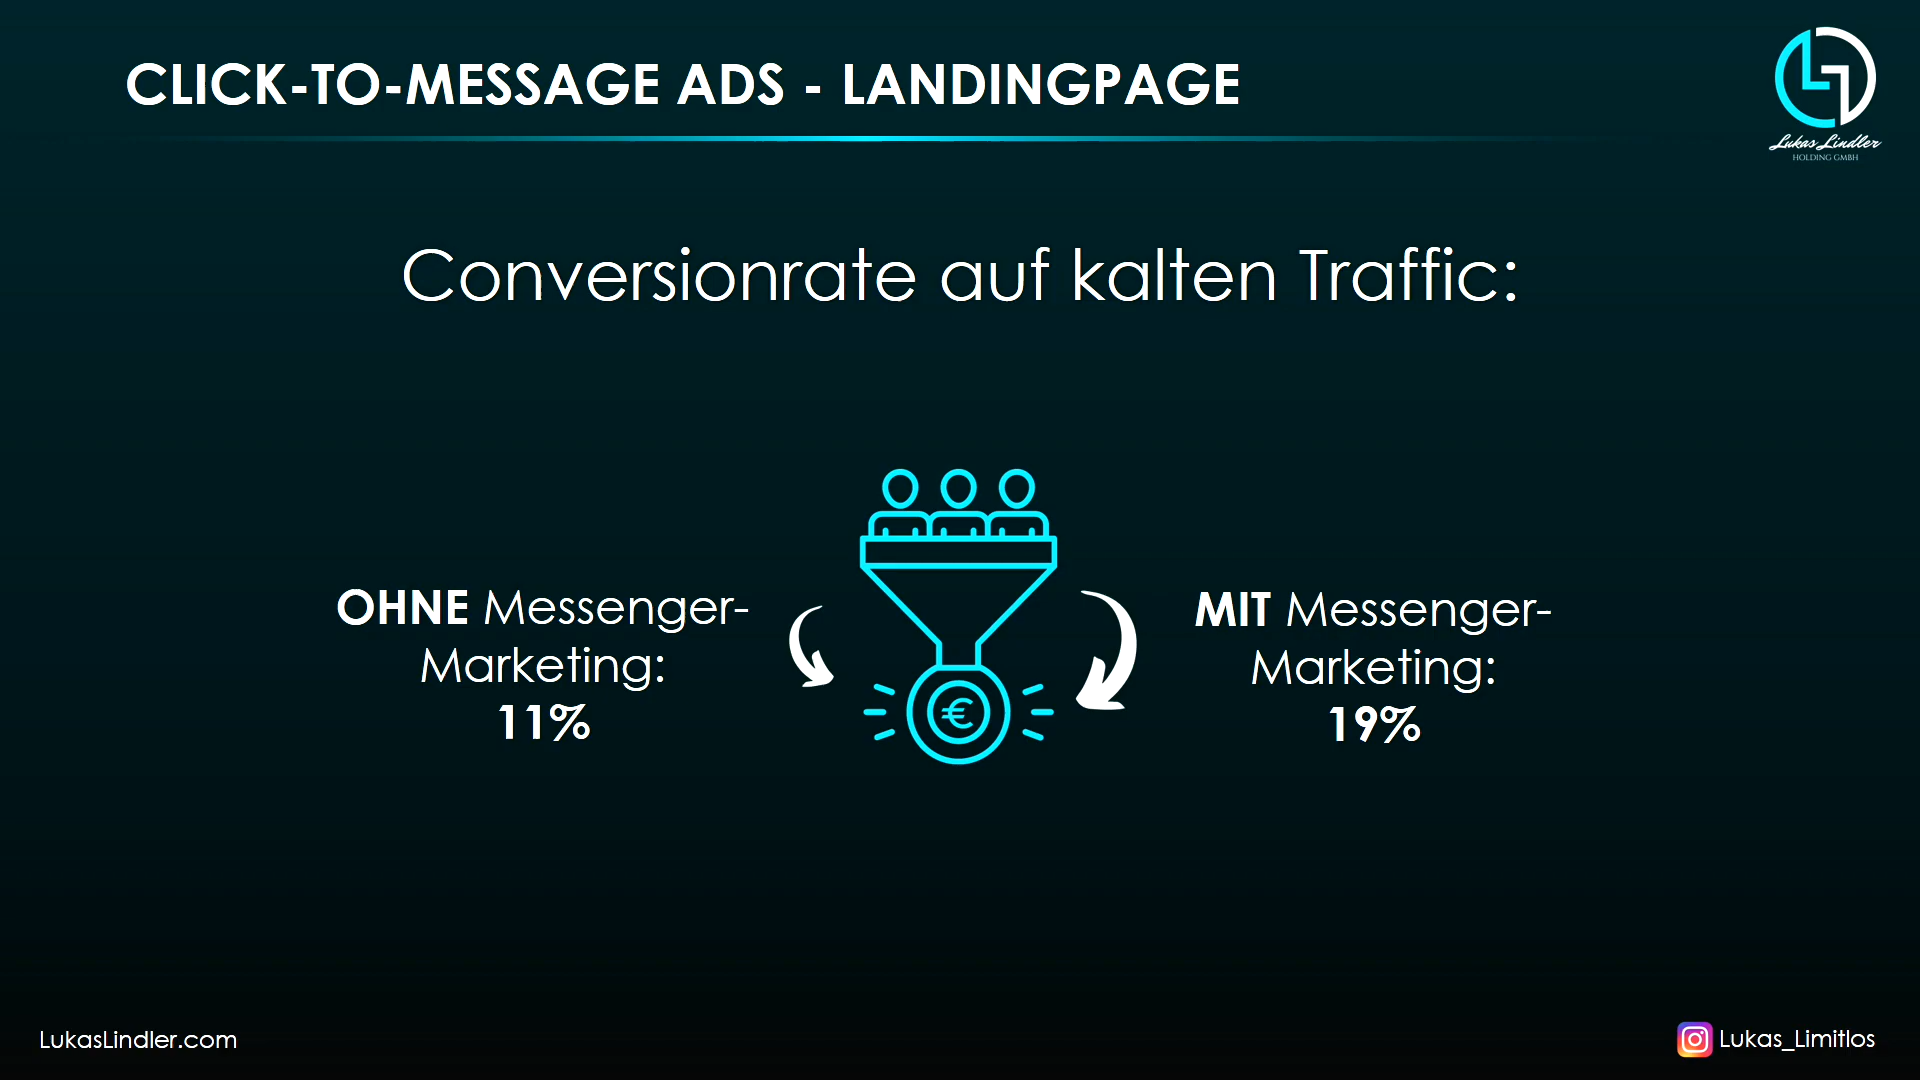 CLICK-TO-MESSAGE ADS - LANDINGPAGE
Lukas Lindler
HOLDING GMBH
Conversionrate auf kalten Traffic:
OHNE Messenger-
Marketing:
11%
€
MIT Messenger-
Marketing:
19%
LukasLindler.com
Lukas_Limitlos